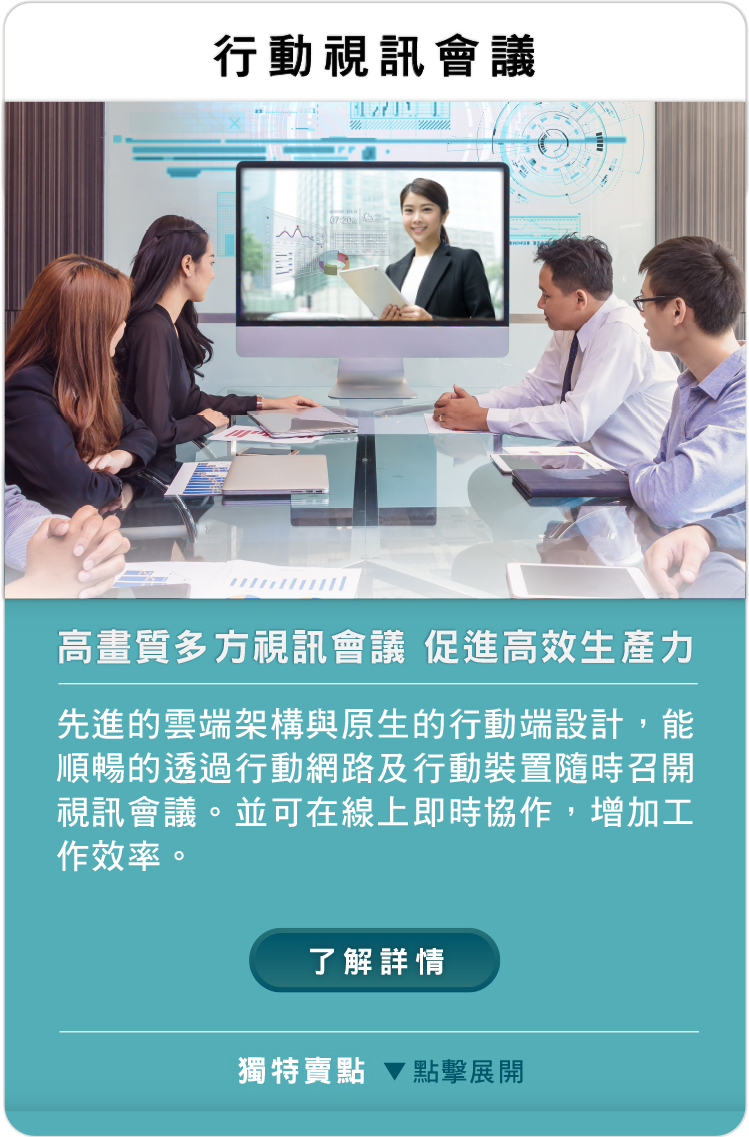 行動視訊會議
07:20
高畫質多方視訊會議 促進高效生產力
先進的雲端架構與原生的行動端設計，能
順暢的透過行動網路及行動裝置隨時召開
視訊會議。並可在線上即時協作，增加工
作效率。
了解詳情
獨特賣點 ▼點擊展開